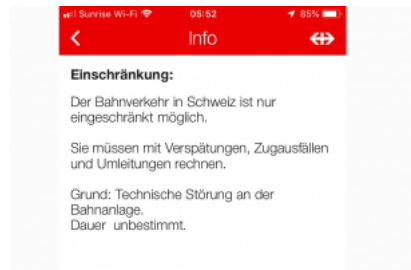 Sunrise Wi-Fi 05:52 85%
Info
Einschränkung:
Der Bahnverkehr in Schweiz ist nur
eingeschränkt möglich.
Sie müssen mit Verspätungen, Zugausfällen
und Umleitungen rechnen.
Grund: Technische Störung an der
Bahnanlage.
Dauer unbestimmt.